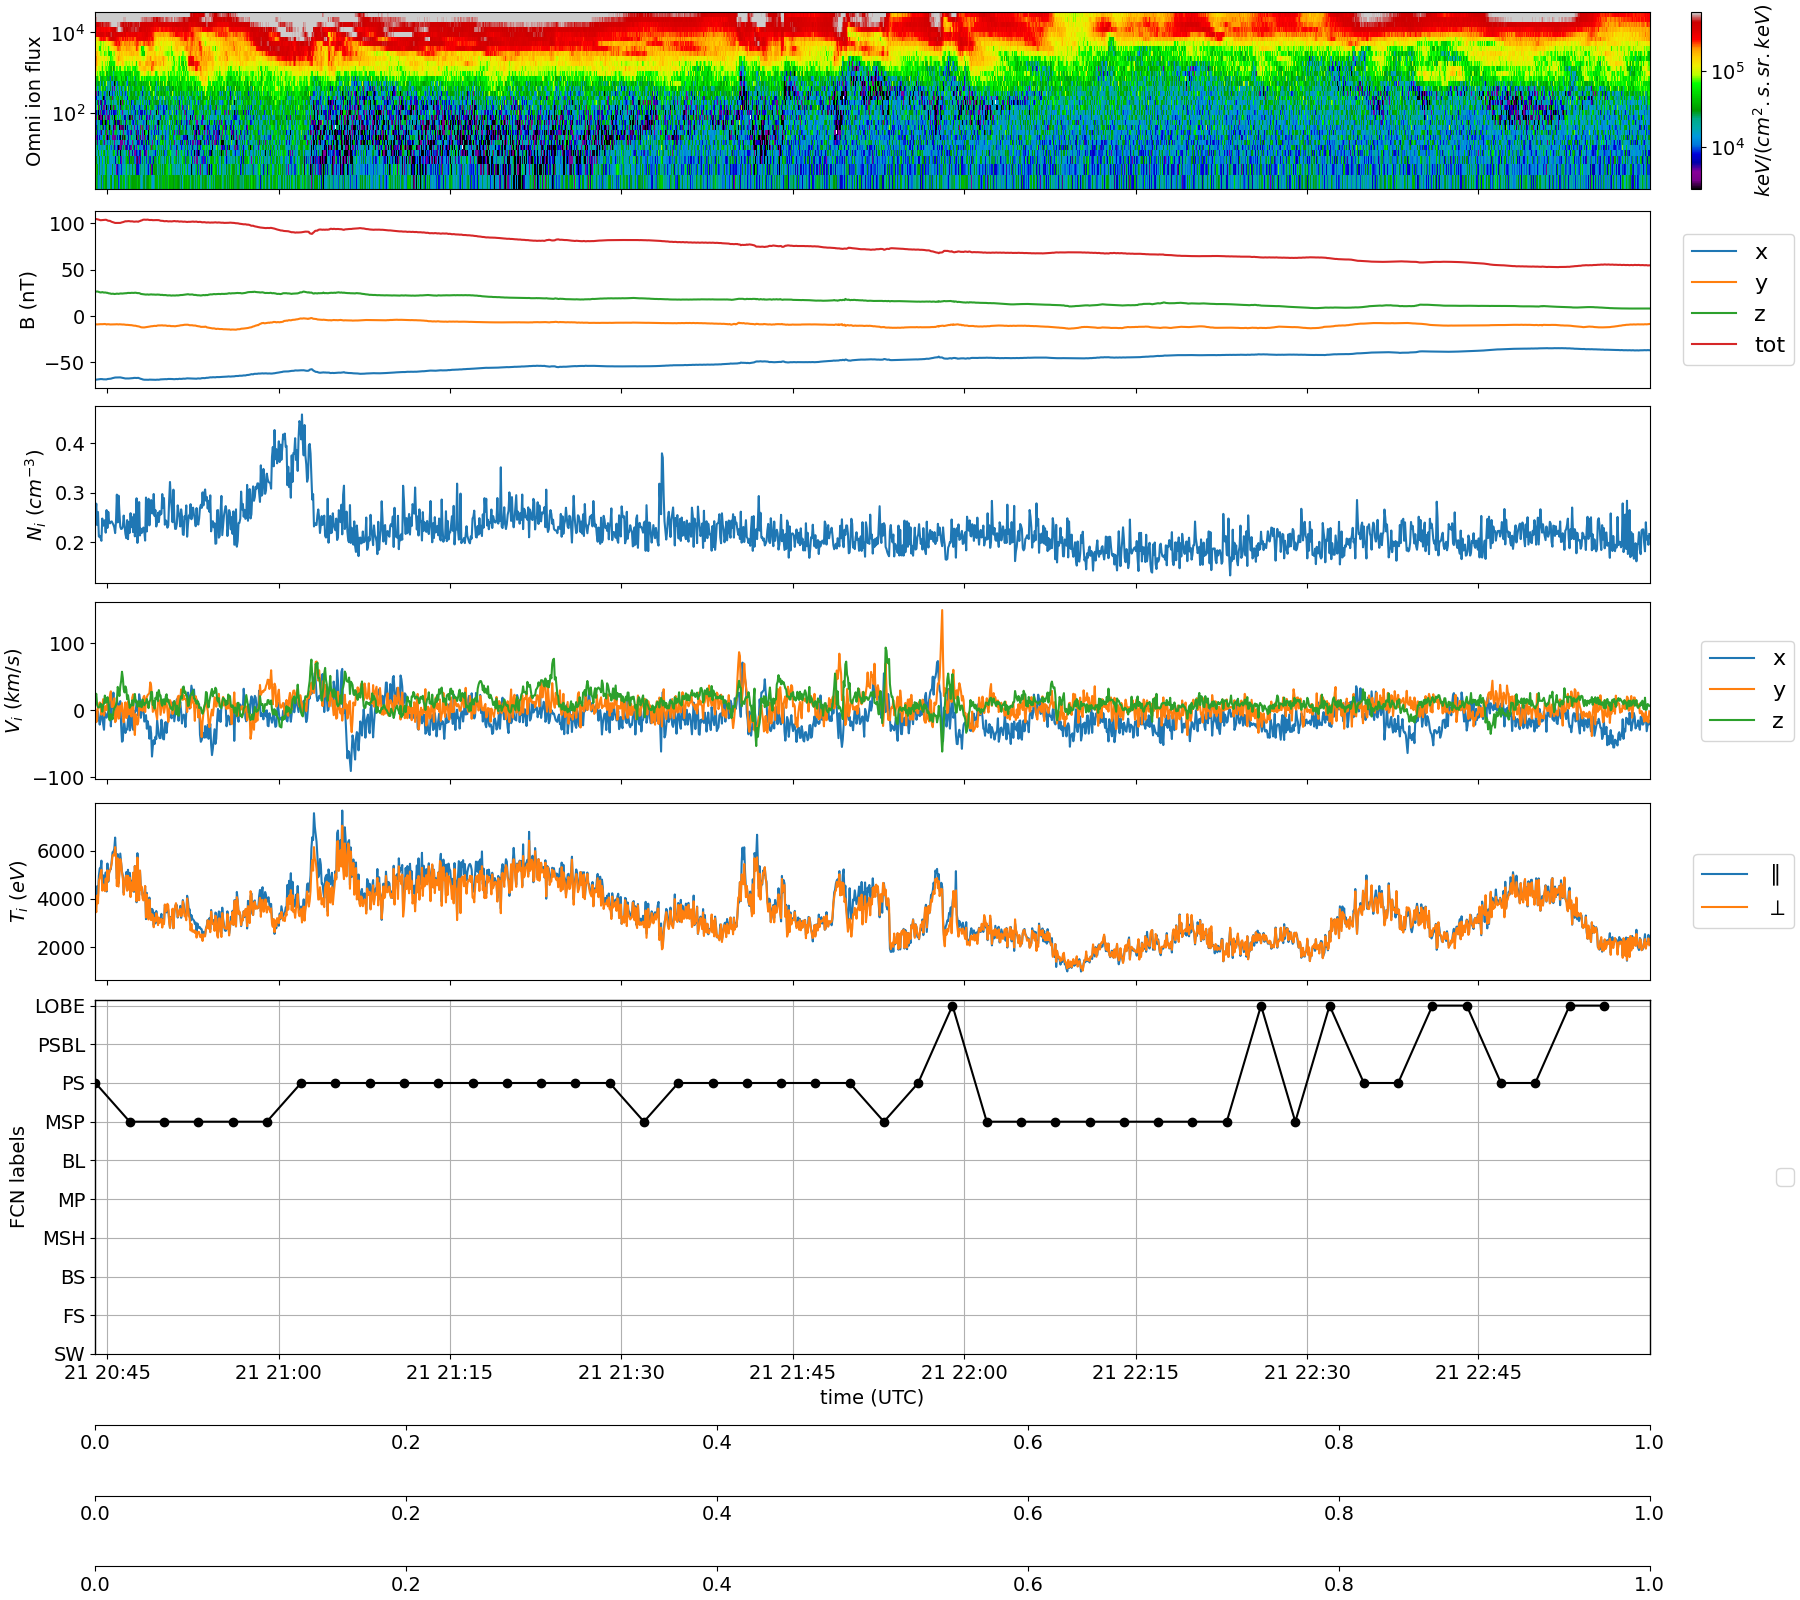 Omni ion flux
10^4
10^2
10^5
10^4
keV/(cm^2.s.sr.keV)
B (nT)
100
50
0
−50
x
y
z
tot
N_i (cm^{-3})
0.4
0.3
0.2
V_i (km/s)
100
0
−100
x
y
z
T_i (eV)
6000
4000
2000
∥
⊥
FCN labels
LOBE
PSBL
PS
MSP
BL
MP
MSH
BS
FS
SW
21 20:45 21 21:00 21 21:15 21 21:30 21 21:45 21 22:00 21 22:15 21 22:30 21 22:45
time (UTC)
0.0 0.2 0.4 0.6 0.8 1.0
0.0 0.2 0.4 0.6 0.8 1.0
0.0 0.2 0.4 0.6 0.8 1.0